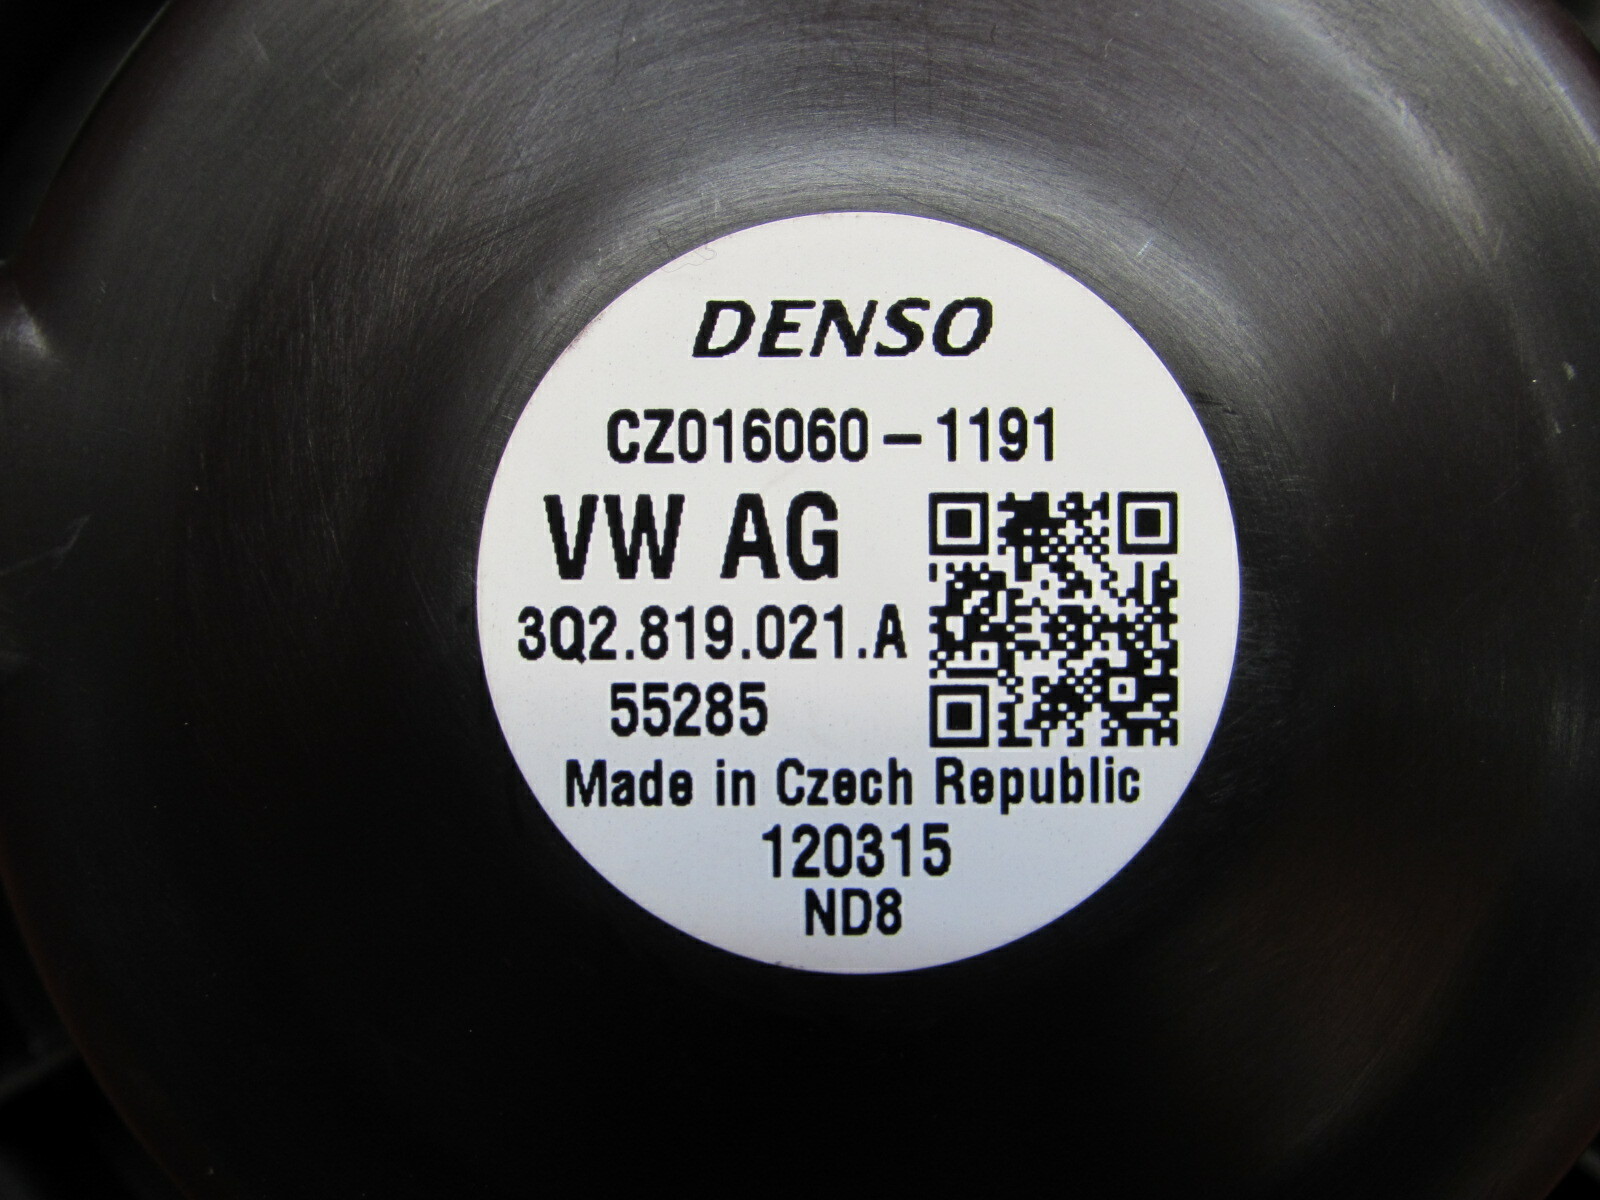 DENSO
CZ016060-1191
VW AG
3Q2.819.021.A
55285
Made in Czech Republic
120315
ND8